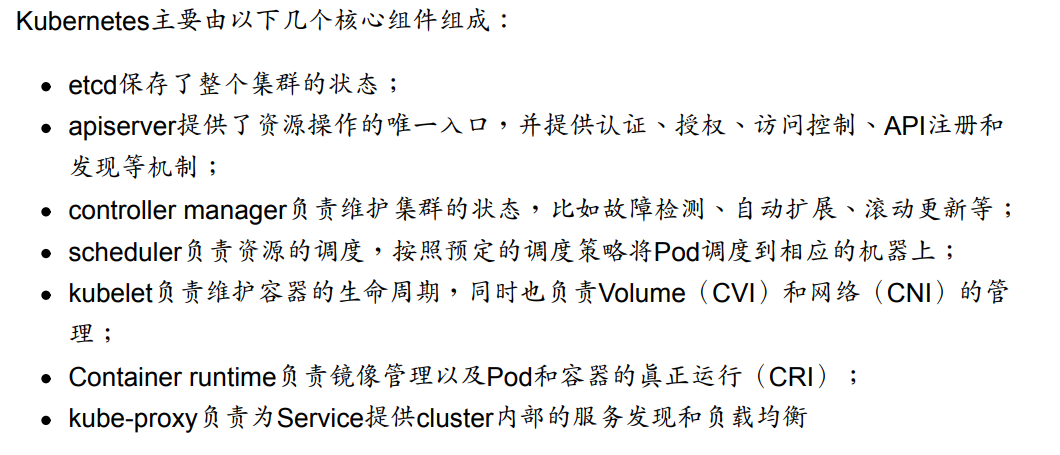 Kubernetes主要由以下几个核心组件组成：
• etcd保存了整个集群的状态；
• apiserver提供了资源操作的唯一入口，并提供认证、授权、访问控制、API注册和
发现等机制；
• controller manager负责维护集群的状态，比如故障检测、自动扩展、滚动更新等；
• scheduler负责资源的调度，按照预定的调度策略将Pod调度到相应的机器上；
• kubelet负责维护容器的生命周期，同时也负责Volume（CVI）和网络（CNI）的管
理；
• Container runtime负责镜像管理以及Pod和容器的真正运行（CRI）；
• kube-proxy负责为Service提供cluster内部的服务发现和负载均衡